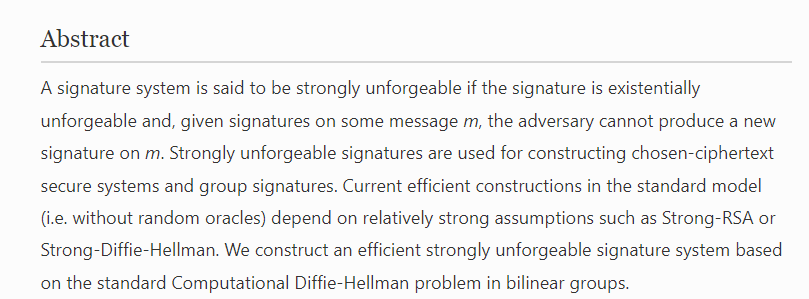 Abstract
A signature system is said to be strongly unforgeable if the signature is existentially
unforgeable and, given signatures on some message m, the adversary cannot produce a new
signature on m. Strongly unforgeable signatures are used for constructing chosen-ciphertext
secure systems and group signatures. Current efficient constructions in the standard model
(i.e. without random oracles) depend on relatively strong assumptions such as Strong-RSA or
Strong-Diffie-Hellman. We construct an efficient strongly unforgeable signature system based
on the standard Computational Diffie-Hellman problem in bilinear groups.